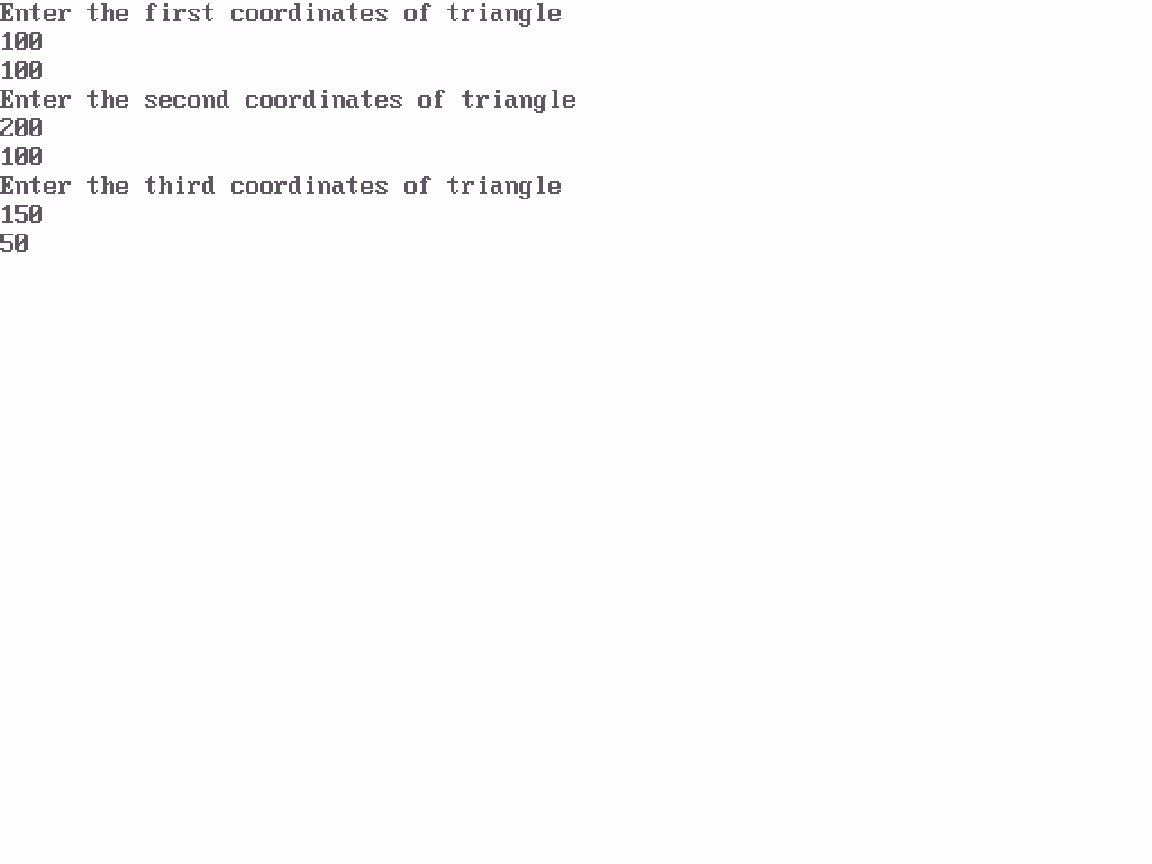 Enter the first coordinates of triangle
100
100
Enter the second coordinates of triangle
200
100
Enter the third coordinates of triangle
150
50